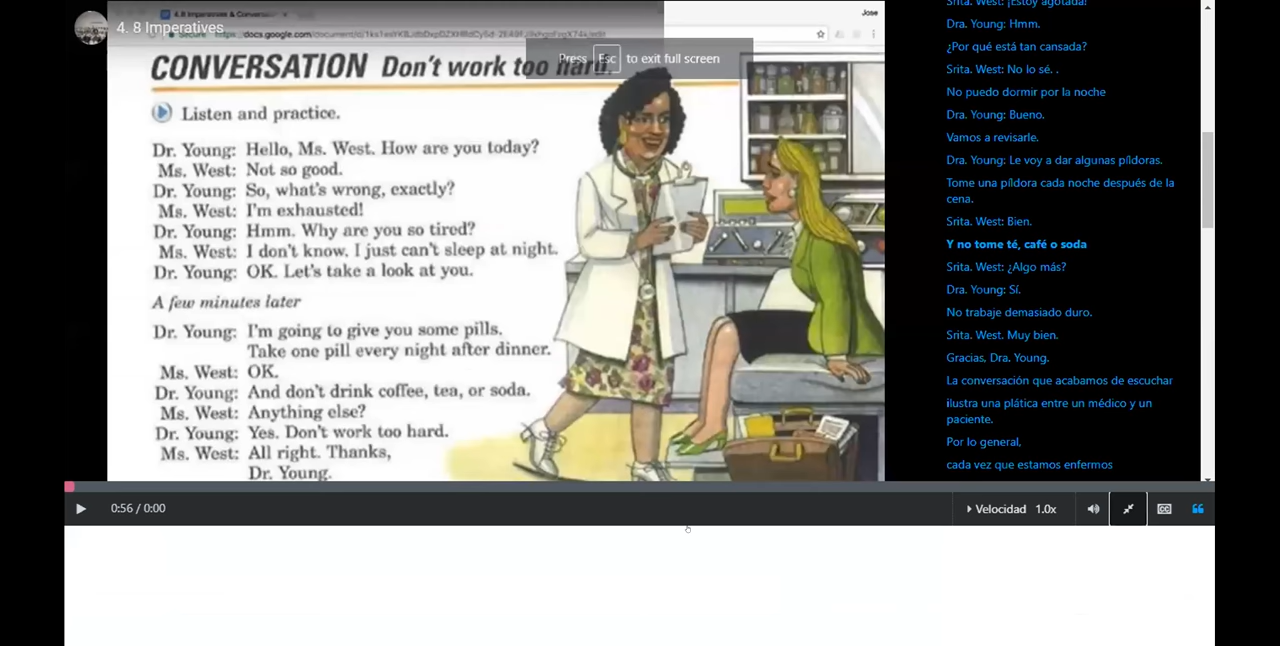 4. 8 Imperatives & Conver
Jose
4. 8 Imperatives
Press Esc to exit full screen
CONVERSATION Don't work too hard.
Listen and practice.
Dr. Young: Hello, Ms. West. How are you today?
Ms. West: Not so good.
Dr. Young: So, what's wrong, exactly?
Ms. West: I'm exhausted!
Dr. Young: Hmm. Why are you so tired?
Ms. West: I don't know. I just can't sleep at night.
Dr. Young: OK. Let's take a look at you.
A few minutes later
Dr. Young: I'm going to give you some pills.
Take one pill every night after dinner.
Ms. West: OK.
Dr. Young: And don't drink coffee, tea, or soda.
Ms. West: Anything else?
Dr. Young: Yes. Don't work too hard.
Ms. West: All right. Thanks,
Dr. Young.
0:56 / 0:00
Velocidad 1.0x
CC
Srita. West: ¡Estoy agotada!
Dra. Young: Hmm.
¿Por qué está tan cansada?
Srita. West: No lo sé. .
No puedo dormir por la noche
Dra. Young: Bueno.
Vamos a revisarle.
Dra. Young: Le voy a dar algunas píldoras.
Tome una píldora cada noche después de la
cena.
Srita. West: Bien.
Y no tome té, café o soda
Srita. West: ¿Algo más?
Dra. Young: Sí.
No trabaje demasiado duro.
Srita. West. Muy bien.
Gracias, Dra. Young.
La conversación que acabamos de escuchar
ilustra una plática entre un médico y un
paciente.
Por lo general,
cada vez que estamos enfermos